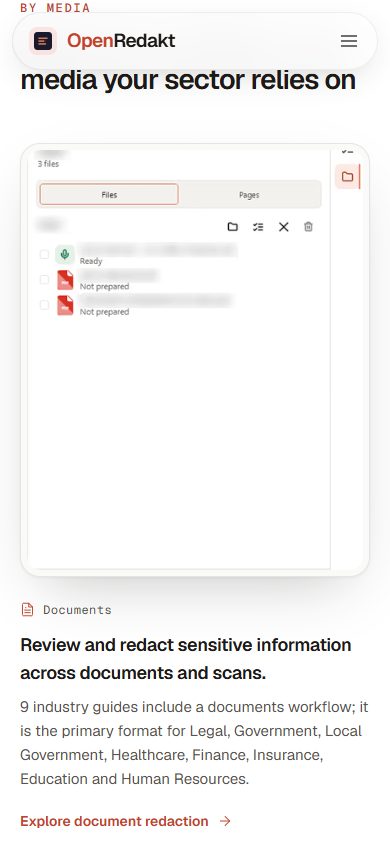 BY MEDIA
OpenRedakt
media your sector relies on
3 files
Files
Pages
Ready
Not prepared
Not prepared
Documents
Review and redact sensitive information
across documents and scans.
9 industry guides include a documents workflow; it
is the primary format for Legal, Government, Local
Government, Healthcare, Finance, Insurance,
Education and Human Resources.
Explore document redaction